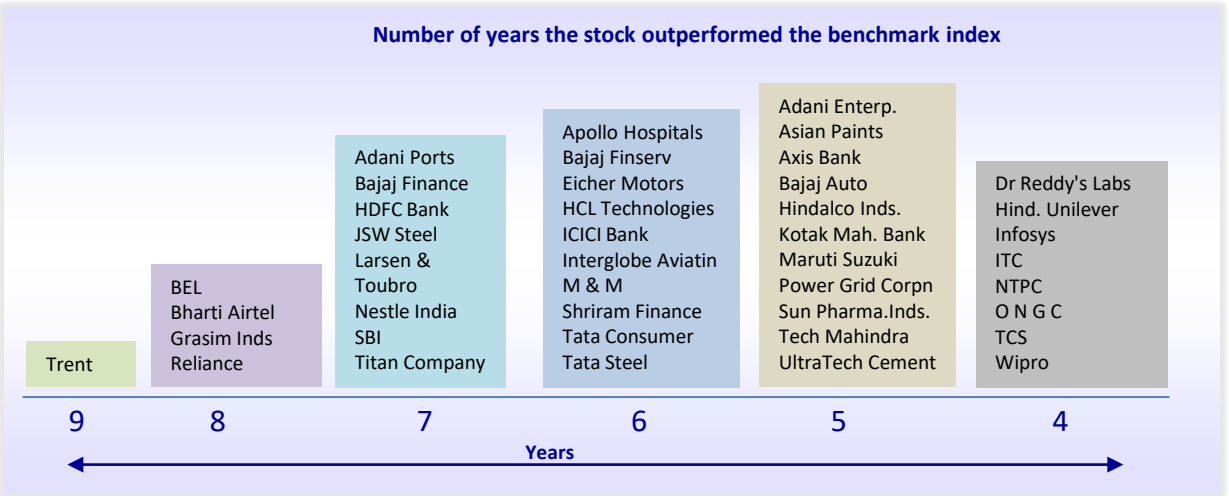 Number of years the stock outperformed the benchmark index
Trent
BEL
Bharti Airtel
Grasim Inds
Reliance
Adani Ports
Bajaj Finance
HDFC Bank
JSW Steel
Larsen &
Toubro
Nestle India
SBI
Titan Company
Apollo Hospitals
Bajaj Finserv
Eicher Motors
HCL Technologies
ICICI Bank
Interglobe Aviatin
M & M
Shriram Finance
Tata Consumer
Tata Steel
Adani Enterp.
Asian Paints
Axis Bank
Bajaj Auto
Hindalco Inds.
Kotak Mah. Bank
Maruti Suzuki
Power Grid Corpn
Sun Pharma.Inds.
Tech Mahindra
UltraTech Cement
Dr Reddy's Labs
Hind. Unilever
Infosys
ITC
NTPC
O N G C
TCS
Wipro
9 8 7 6 5 4
Years